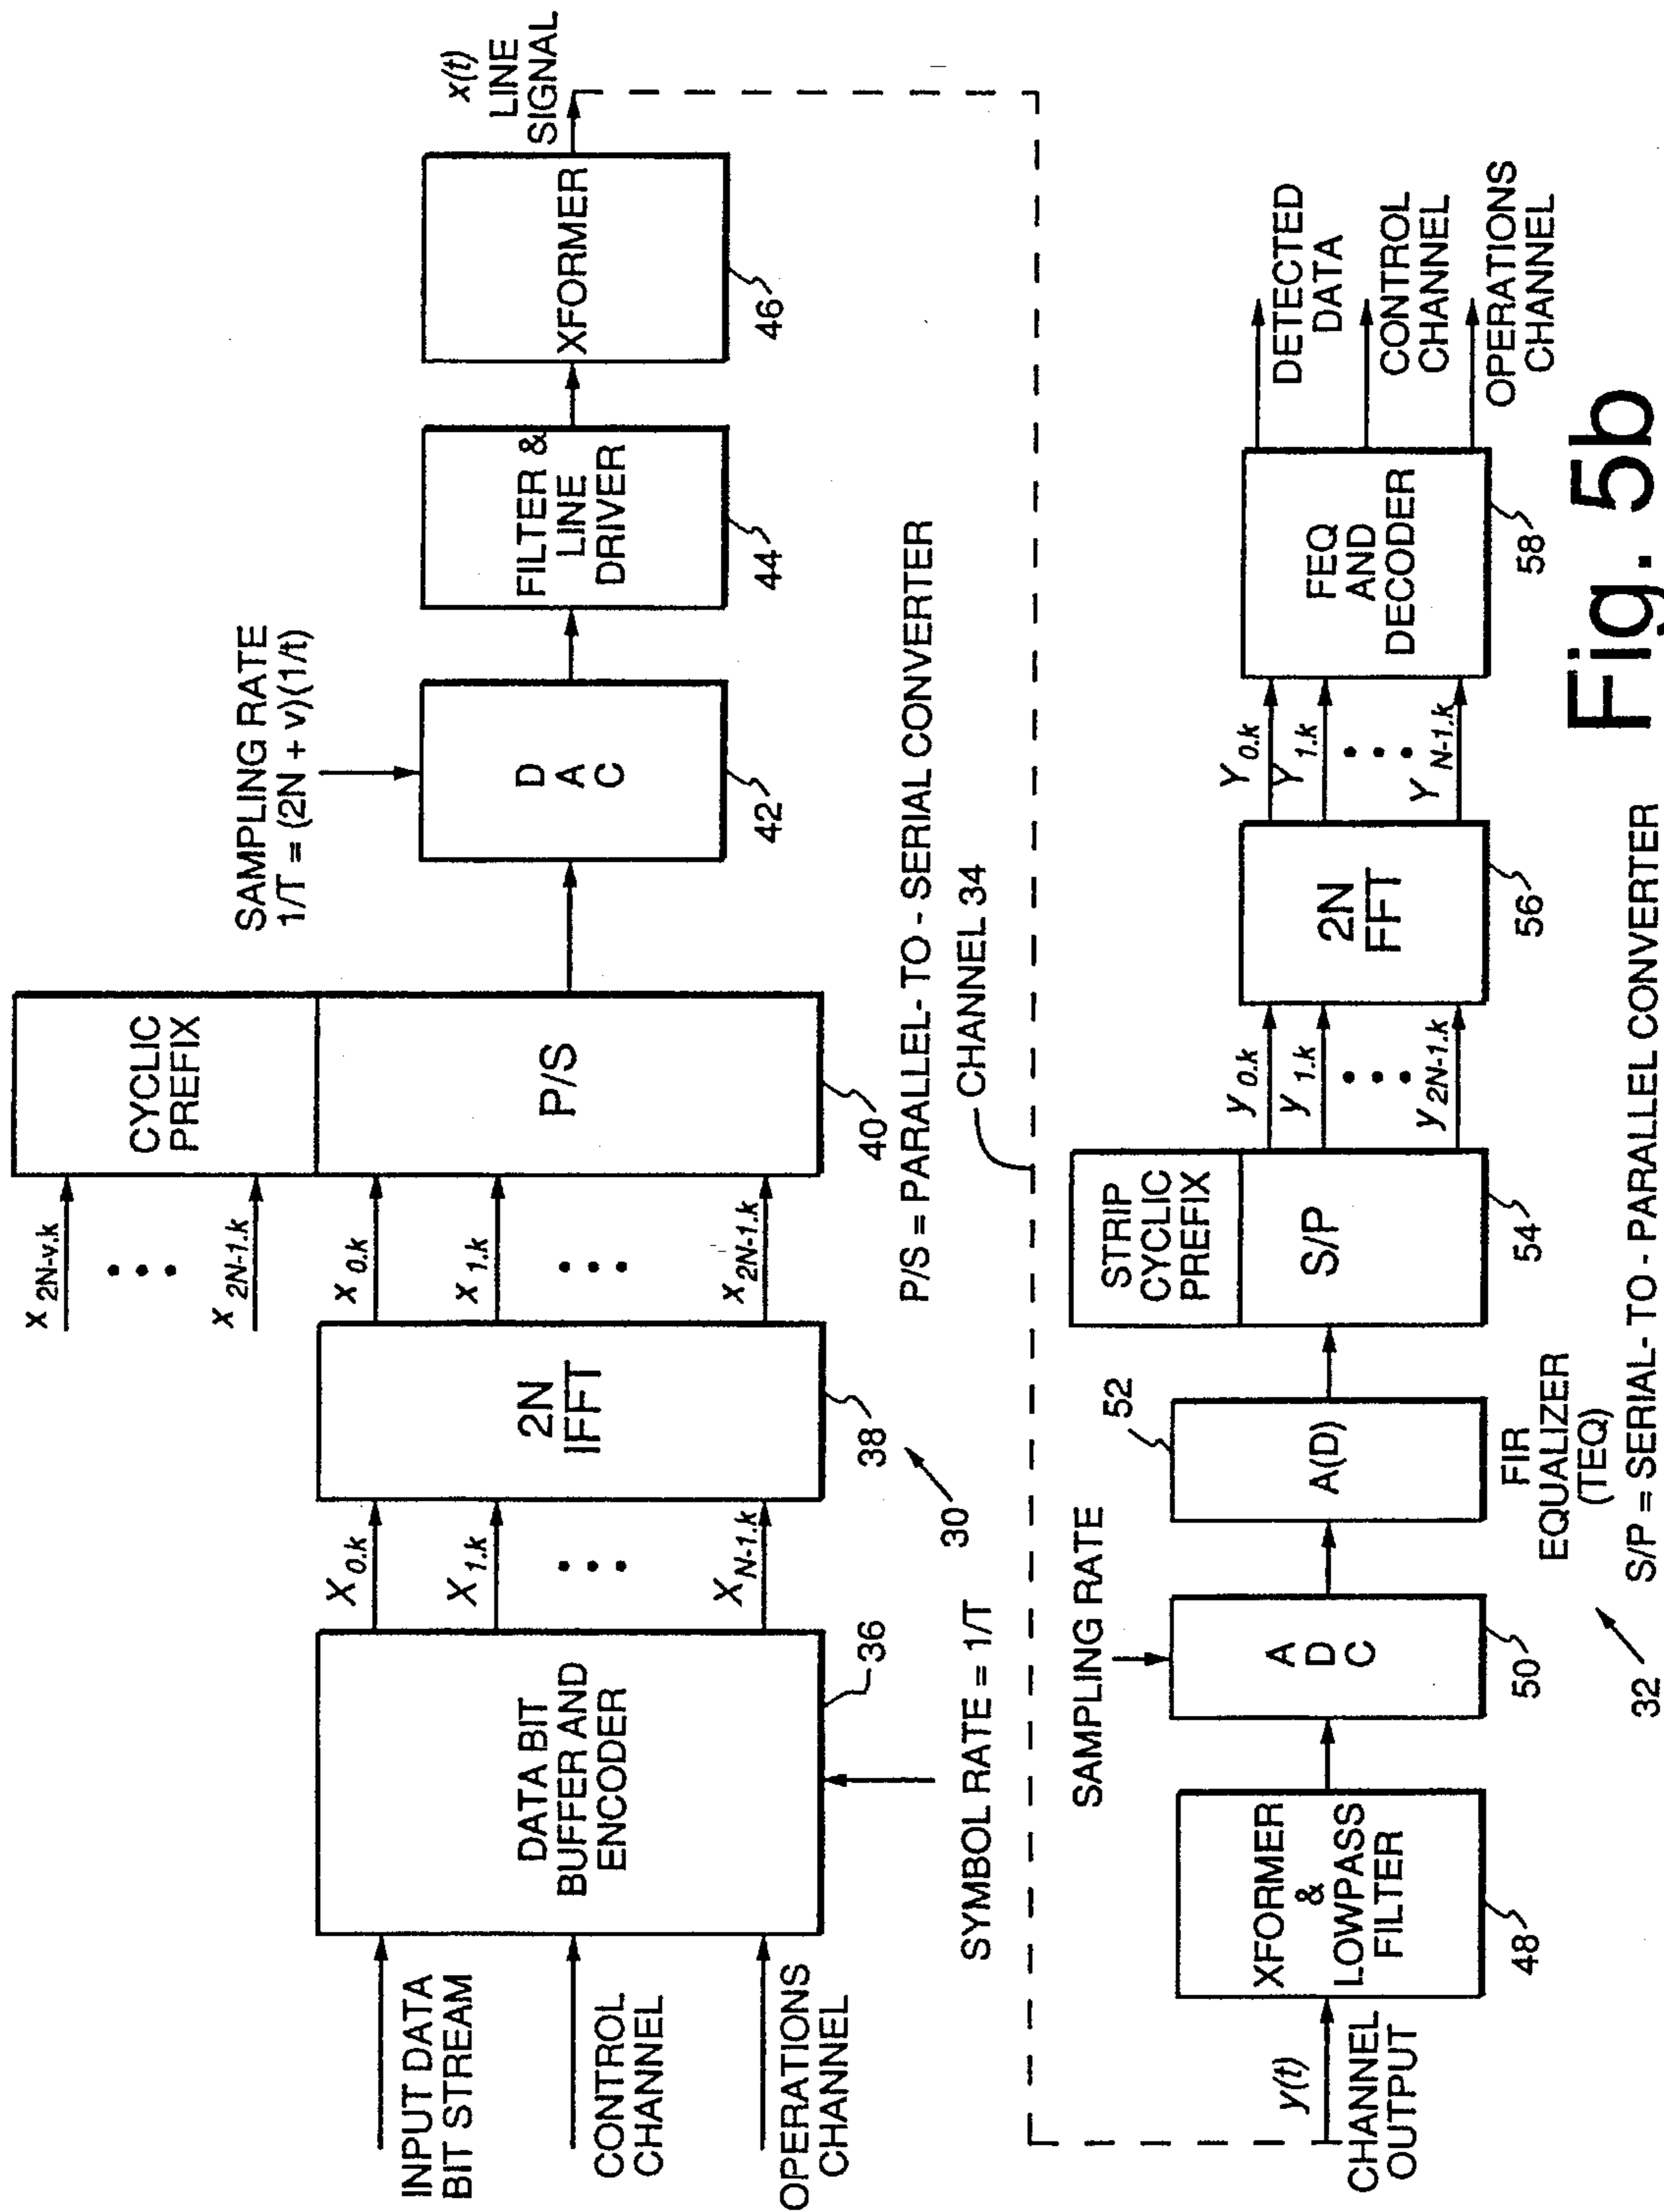 INPUT DATA
BIT STREAM
CONTROL
CHANNEL
OPERATIONS
CHANNEL
DATA BIT
BUFFER AND
ENCODER
36
SYMBOL RATE = 1/T
X0.k
X1.k
XN-1.k
2N
IFFT
38
30
x2N-v.k
x2N-1.k
x0.k
x1.k
x2N-1.k
CYCLIC
PREFIX
P/S
40
P/S = PARALLEL- TO - SERIAL CONVERTER
SAMPLING RATE
1/T = (2N + v)(1/t)
D
A
C
42
FILTER &
LINE
DRIVER
44
XFORMER
46
x(t)
LINE
SIGNAL
CHANNEL 34
y(t)
CHANNEL
OUTPUT
XFORMER
&
LOWPASS
FILTER
48
SAMPLING RATE
A
D
C
50
32
52
A(D)
FIR
EQUALIZER
(TEQ)
STRIP
CYCLIC
PREFIX
S/P
54
S/P = SERIAL- TO - PARALLEL CONVERTER
y0.k
y1.k
y2N-1.k
2N
FFT
56
Y0.k
Y1.k
YN-1.k
FEQ
AND
DECODER
58
DETECTED
DATA
CONTROL
CHANNEL
OPERATIONS
CHANNEL
Fig. 5b